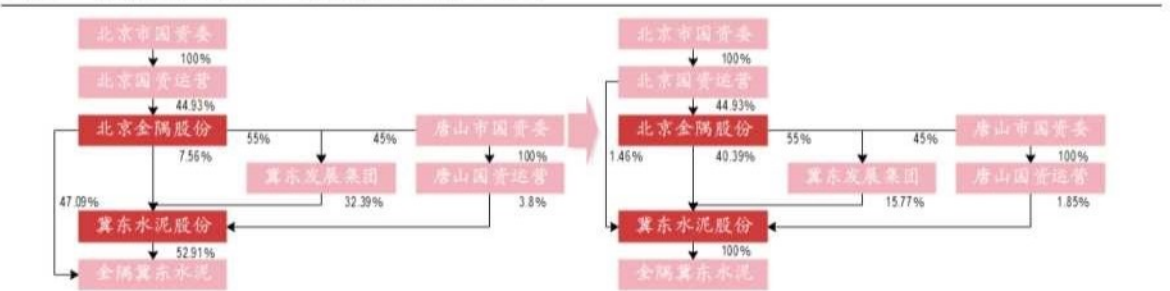 北京市国资委
100%
北京国资运营
44.93%
北京金隅股份
7.56%
55%
45%
唐山市国资委
100%
冀东发展集团
唐山国资运营
47.09%
32.39%
3.8%
冀东水泥股份
52.91%
金隅冀东水泥
北京市国资委
100%
北京国资运营
44.93%
北京金隅股份
1.46%
40.39%
55%
45%
唐山市国资委
100%
冀东发展集团
唐山国资运营
15.77%
1.85%
冀东水泥股份
100%
金隅冀东水泥